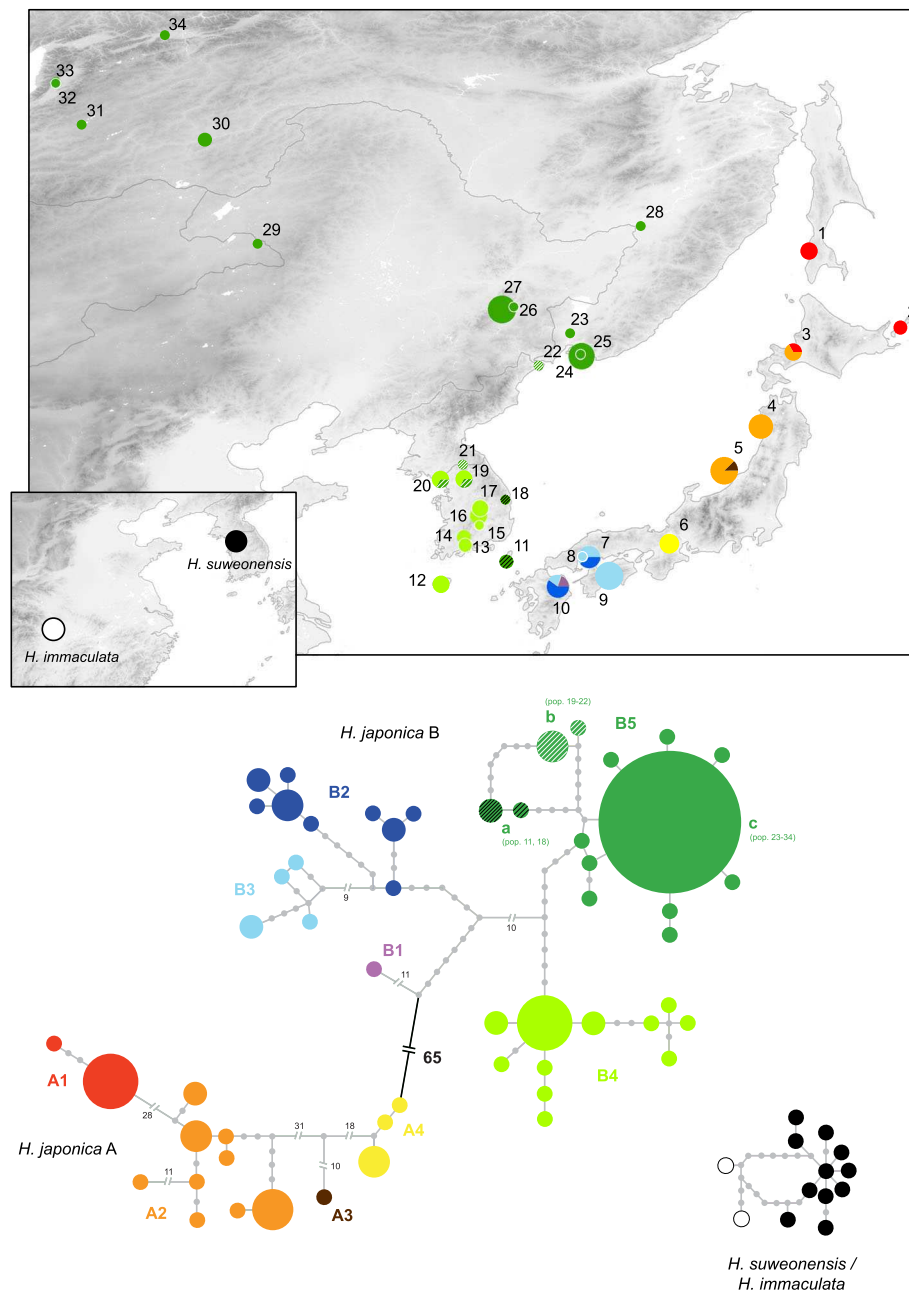 34
33
32
31
30
28
29
1
27
26
23
3
25
22
24
4
21
5
20
19
18
17
16
6
15
7
14
8
11
13
12
9
10
H. suweonensis
H. immaculata
(pop. 19-22)
b
B5
H. japonica B
B2
c
(pop. 23-34)
a
(pop. 11, 18)
B3
9
10
B1
11
65
B4
A1
28
A4
31
18
H. japonica A
11
10
A2
A3
H. suweonensis /
H. immaculata